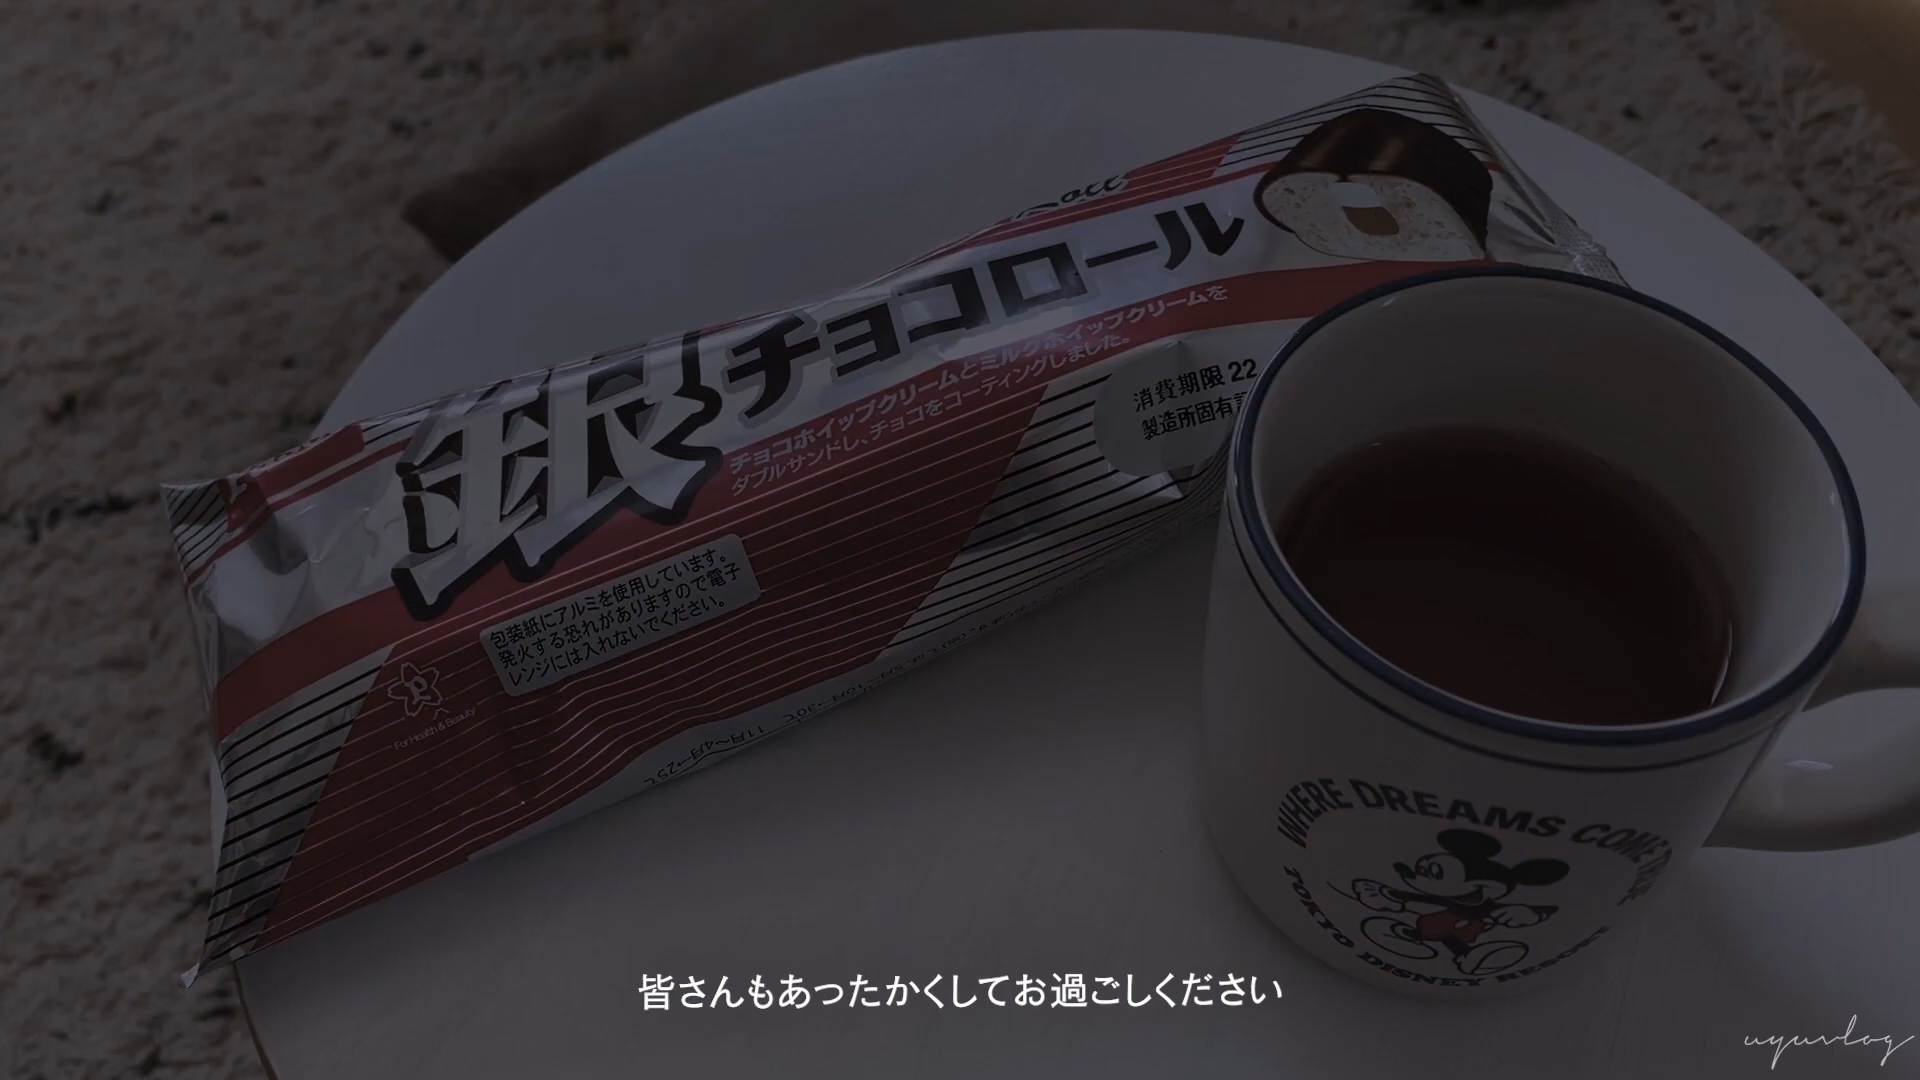 銀チョコロール
チョコホイップクリームとミルクホイップクリームを
ダブルサンドし、チョコをコーティングしました。
消費期限 22
製造所固有
包装紙にアルミを使用しています。
発火する恐れがありますので電子
レンジには入れないでください。
For Health & Beauty
11月〜4月→25℃
WHERE DREAMS COME
TOKYO DISNEY RESORT
皆さんもあったかくしてお過ごしください
uyuvlog